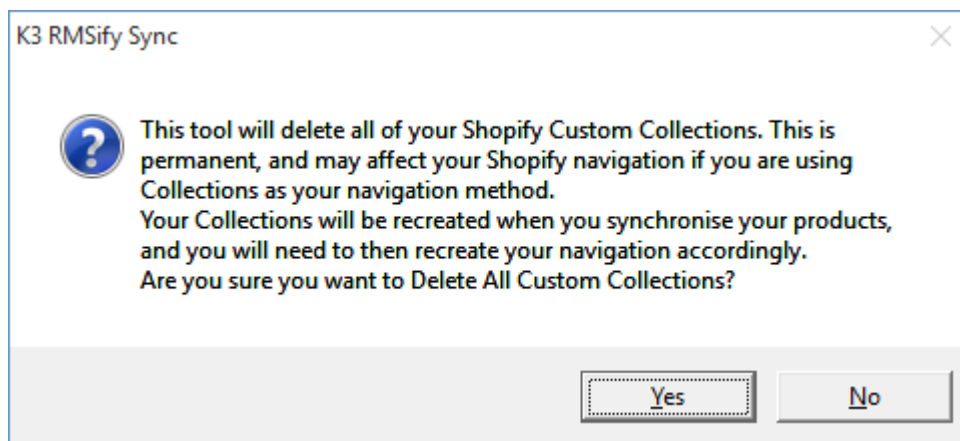 K3 RMSify Sync
This tool will delete all of your Shopify Custom Collections. This is
permanent, and may affect your Shopify navigation if you are using
Collections as your navigation method.
Your Collections will be recreated when you synchronise your products,
and you will need to then recreate your navigation accordingly.
Are you sure you want to Delete All Custom Collections?
Yes
No